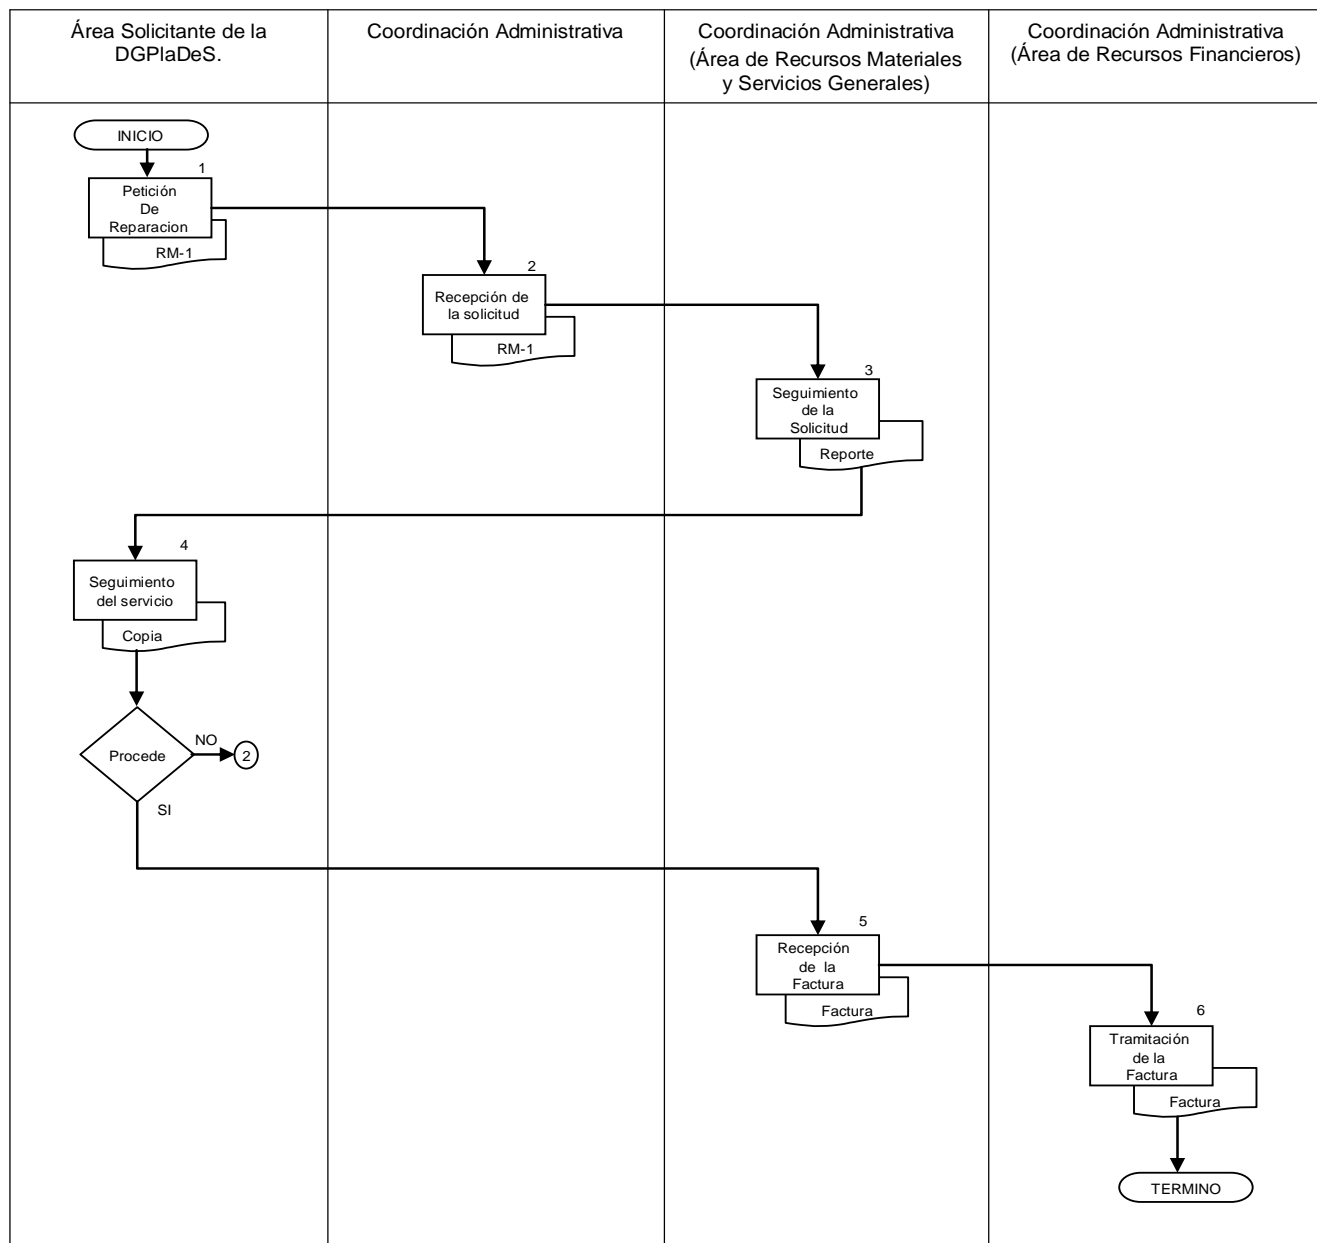 Área Solicitante de la
DGPlaDeS.
Coordinación Administrativa
Coordinación Administrativa
(Área de Recursos Materiales
y Servicios Generales)
Coordinación Administrativa
(Área de Recursos Financieros)
INICIO
1
Petición
De
Reparacion
RM-1
2
Recepción de
la solicitud
RM-1
3
Seguimiento
de la
Solicitud
Reporte
4
Seguimiento
del servicio
Copia
Procede
NO
2
SI
5
Recepción
de la
Factura
Factura
6
Tramitación
de la
Factura
Factura
TERMINO